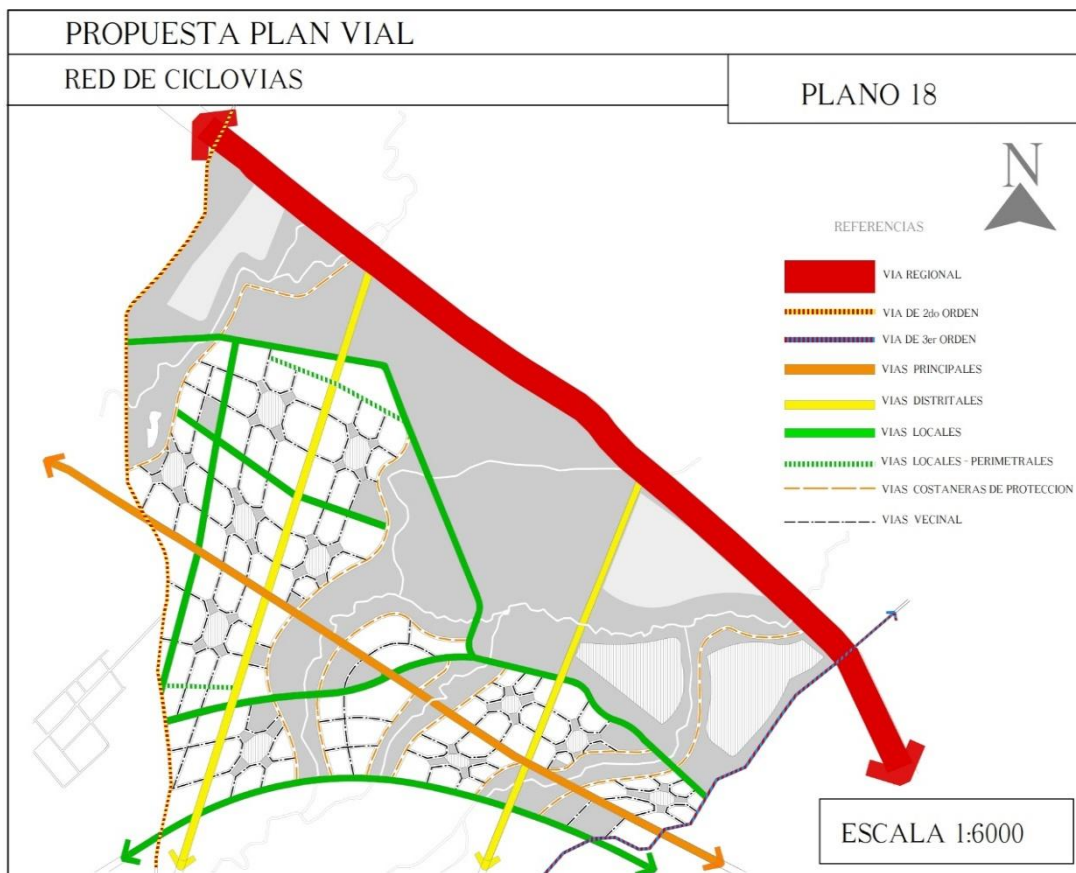 PROPUESTA PLAN VIAL
RED DE CICLOVIAS
PLANO 18
N
REFERENCIAS
VIA REGIONAL
VIA DE 2do ORDEN
VIA DE 3er ORDEN
VIAS PRINCIPALES
VIAS DISTRITALES
VIAS LOCALES
VIAS LOCALES - PERIMETRALES
VIAS COSTANERAS DE PROTECCION
VIAS VECINAL
ESCALA 1:6000